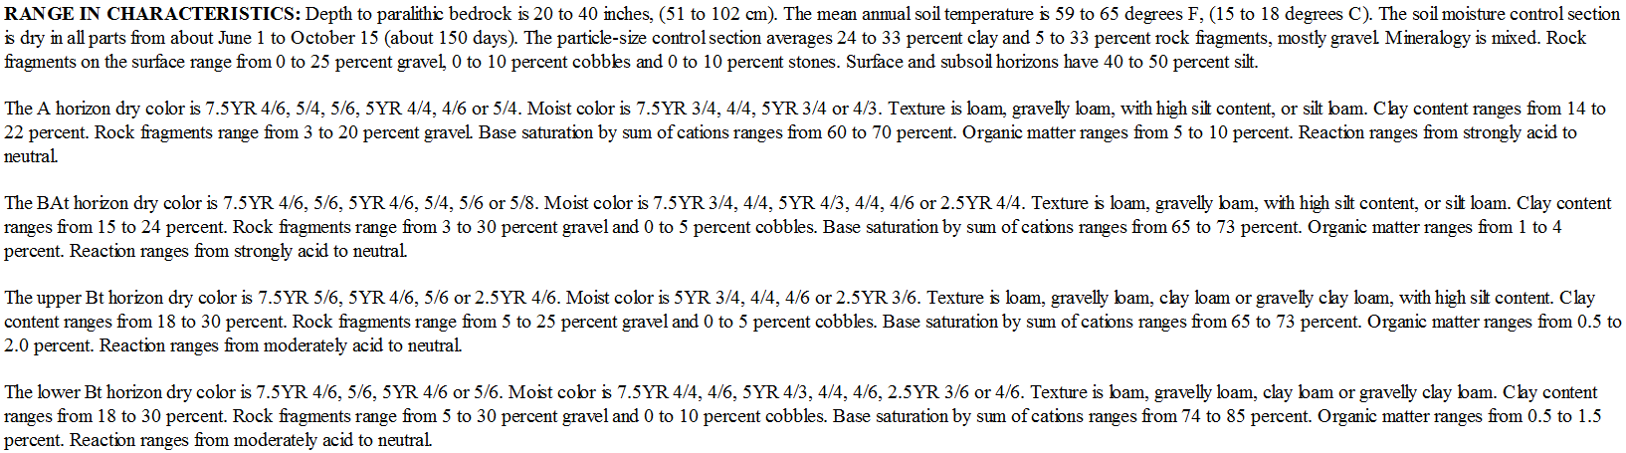 RANGE IN CHARACTERISTICS: Depth to paralithic bedrock is 20 to 40 inches, (51 to 102 cm). The mean annual soil temperature is 59 to 65 degrees F, (15 to 18 degrees C). The soil moisture control section
is dry in all parts from about June 1 to October 15 (about 150 days). The particle-size control section averages 24 to 33 percent clay and 5 to 33 percent rock fragments, mostly gravel. Mineralogy is mixed. Rock
fragments on the surface range from 0 to 25 percent gravel, 0 to 10 percent cobbles and 0 to 10 percent stones. Surface and subsoil horizons have 40 to 50 percent silt.
The A horizon dry color is 7.5YR 4/6, 5/4, 5/6, 5YR 4/4, 4/6 or 5/4. Moist color is 7.5YR 3/4, 4/4, 5YR 3/4 or 4/3. Texture is loam, gravelly loam, with high silt content, or silt loam. Clay content ranges from 14 to
22 percent. Rock fragments range from 3 to 20 percent gravel. Base saturation by sum of cations ranges from 60 to 70 percent. Organic matter ranges from 5 to 10 percent. Reaction ranges from strongly acid to
neutral.
The BAt horizon dry color is 7.5YR 4/6, 5/6, 5YR 4/6, 5/4, 5/6 or 5/8. Moist color is 7.5YR 3/4, 4/4, 5YR 4/3, 4/4, 4/6 or 2.5YR 4/4. Texture is loam, gravelly loam, with high silt content, or silt loam. Clay content
ranges from 15 to 24 percent. Rock fragments range from 3 to 30 percent gravel and 0 to 5 percent cobbles. Base saturation by sum of cations ranges from 65 to 73 percent. Organic matter ranges from 1 to 4
percent. Reaction ranges from strongly acid to neutral.
The upper Bt horizon dry color is 7.5YR 5/6, 5YR 4/6, 5/6 or 2.5YR 4/6. Moist color is 5YR 3/4, 4/4, 4/6 or 2.5YR 3/6. Texture is loam, gravelly loam, clay loam or gravelly clay loam, with high silt content. Clay
content ranges from 18 to 30 percent. Rock fragments range from 5 to 25 percent gravel and 0 to 5 percent cobbles. Base saturation by sum of cations ranges from 65 to 73 percent. Organic matter ranges from 0.5 to
2.0 percent. Reaction ranges from moderately acid to neutral.
The lower Bt horizon dry color is 7.5YR 4/6, 5/6, 5YR 4/6 or 5/6. Moist color is 7.5YR 4/4, 4/6, 5YR 4/3, 4/4, 4/6, 2.5YR 3/6 or 4/6. Texture is loam, gravelly loam, clay loam or gravelly clay loam. Clay content
ranges from 18 to 30 percent. Rock fragments range from 5 to 30 percent gravel and 0 to 10 percent cobbles. Base saturation by sum of cations ranges from 74 to 85 percent. Organic matter ranges from 0.5 to 1.5
percent. Reaction ranges from moderately acid to neutral.